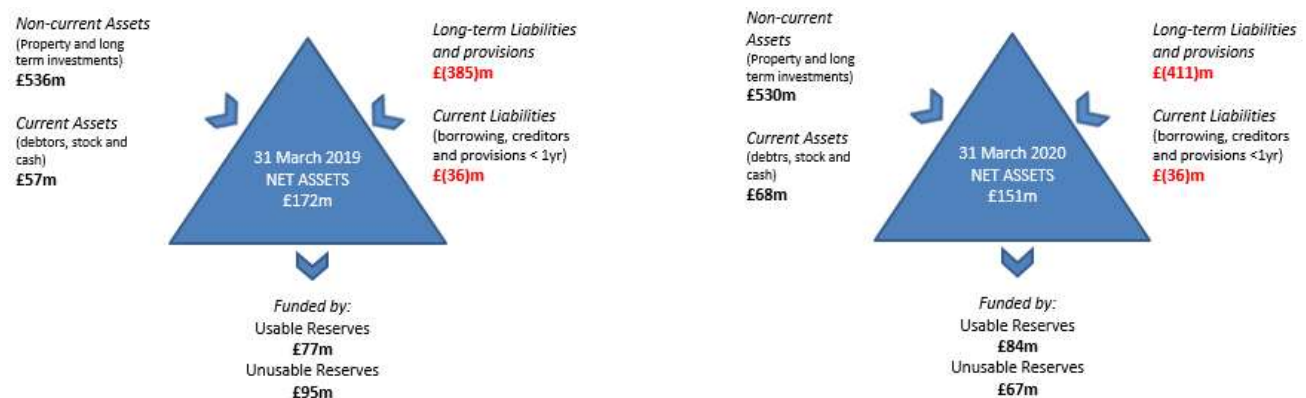 Non-current Assets
(Property and long
term investments)
£536m
Current Assets
(debtors, stock and
cash)
£57m
Long-term Liabilities
and provisions
£(385)m
Current Liabilities
(borrowing, creditors
and provisions < 1yr)
£(36)m
31 March 2019
NET ASSETS
£172m
Funded by:
Usable Reserves
£77m
Unusable Reserves
£95m
Non-current
Assets
(Property and long
term investments)
£530m
Current Assets
(debtrs, stock and
cash)
£68m
Long-term Liabilities
and provisions
£(411)m
Current Liabilities
(borrowing, creditors
and provisions <1yr)
£(36)m
31 March 2020
NET ASSETS
£151m
Funded by:
Usable Reserves
£84m
Unusable Reserves
£67m